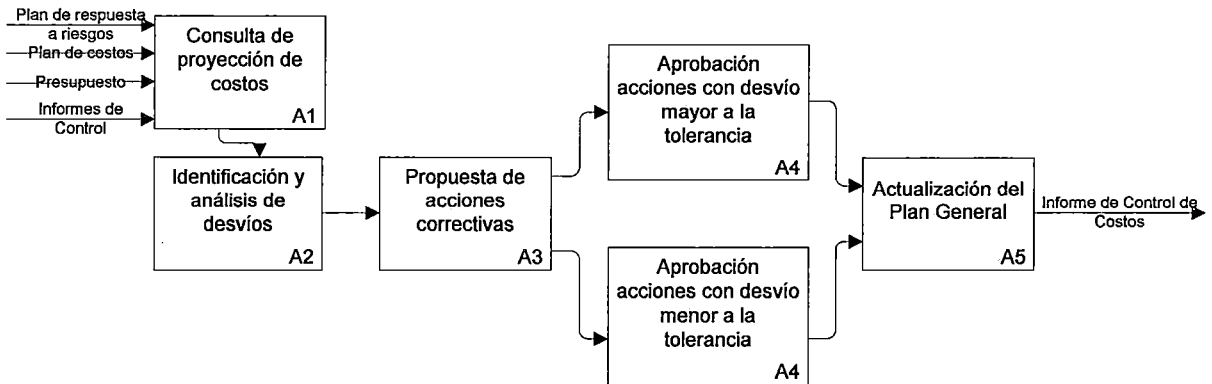 Plan de respuesta
a riesgos
Plan de costos
Presupuesto
Informes de
Control
Consulta de
proyección de
costos
A1
Identificación y
análisis de
desvíos
A2
Propuesta de
acciones
correctivas
A3
Aprobación
acciones con desvío
mayor a la
tolerancia
A4
Aprobación
acciones con desvío
menor a la
tolerancia
A4
Actualización del
Plan General
A5
Informe de Control de
Costos